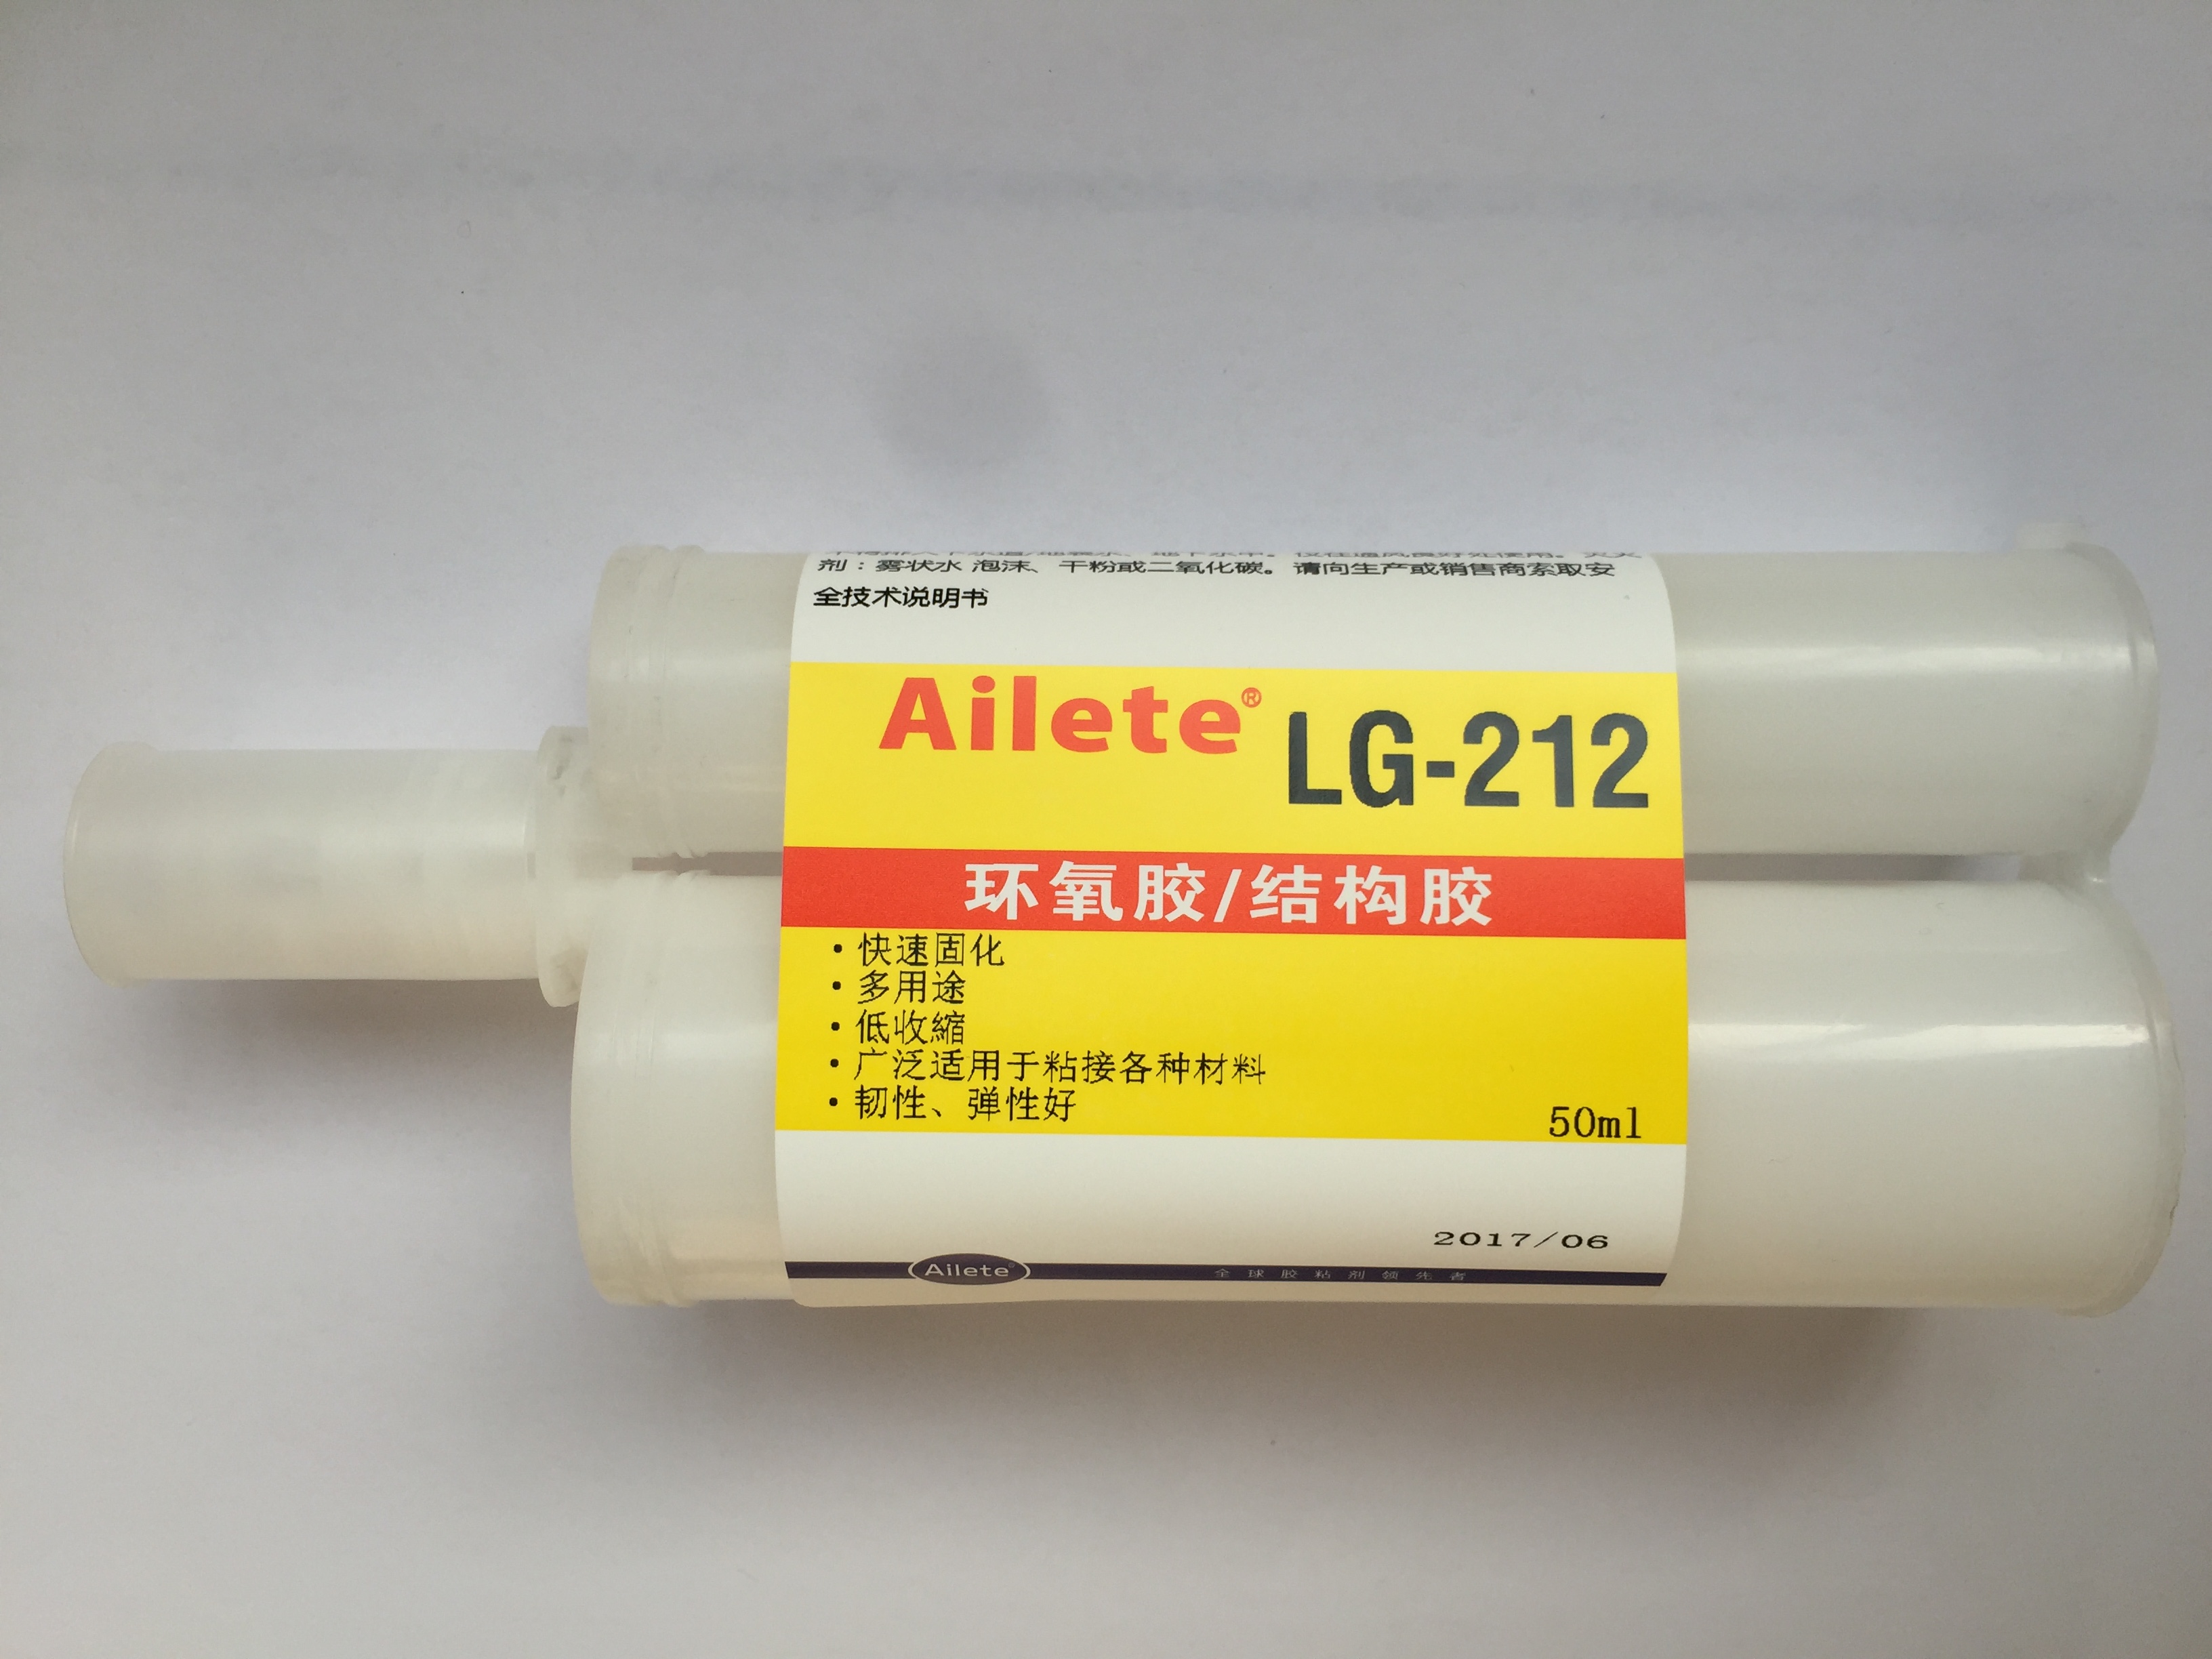 剂：雾状水 泡沫、干粉或二氧化碳。请向生产或销售商索取安
全技术说明书
Ailete®
LG-212
环氧胶/结构胶
·快速固化
·多用途
·低收縮
·广泛适用于粘接各种材料
·韧性、弹性好
50ml
2017/06
Ailete®
全球胶粘剂领先者